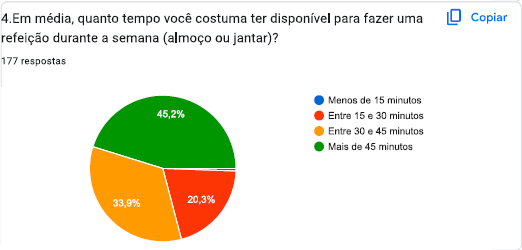 4.Em média, quanto tempo você costuma ter disponível para fazer uma
refeição durante a semana (almoço ou jantar)?
Copiar
177 respostas
Menos de 15 minutos
Entre 15 e 30 minutos
Entre 30 e 45 minutos
Mais de 45 minutos
45,2%
33,9%
20,3%